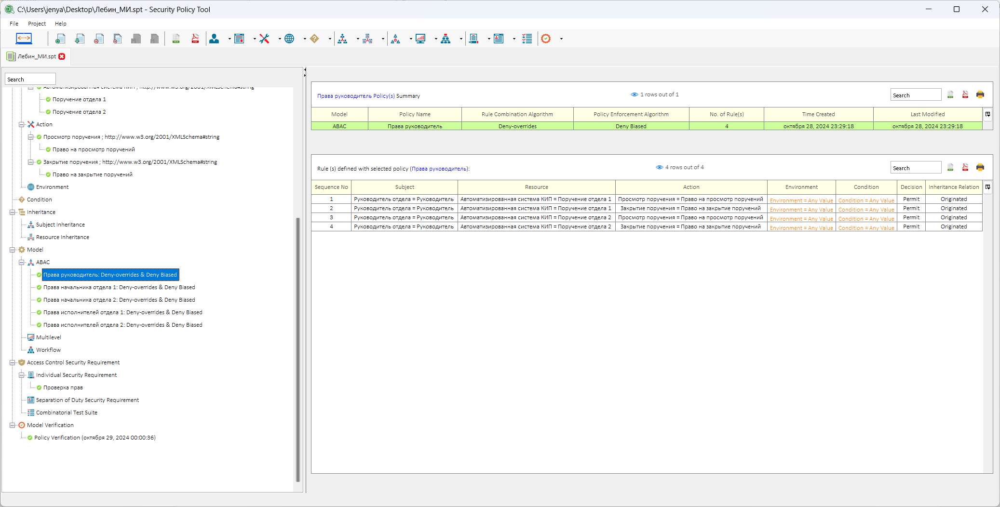 C:\Users\jenya\Desktop\Лебин_МИ.spt - Security Policy Tool
File Project Help
Лебин_МИ.spt
Search
Автоматизированная система КИП ; http://www.w3.org/2001/XMLSchema#string
Поручение отдела 1
Поручение отдела 2
Action
Просмотр поручения ; http://www.w3.org/2001/XMLSchema#string
Право на просмотр поручений
Закрытие поручения ; http://www.w3.org/2001/XMLSchema#string
Право на закрытие поручений
Environment
Condition
Inheritance
Subject Inheritance
Resource Inheritance
Model
ABAC
Права руководитель: Deny-overrides & Deny Biased
Права начальника отдела 1: Deny-overrides & Deny Biased
Права начальника отдела 2: Deny-overrides & Deny Biased
Права исполнителей отдела 1: Deny-overrides & Deny Biased
Права исполнителей отдела 2: Deny-overrides & Deny Biased
Multilevel
Workflow
Access Control Security Requirement
Individual Security Requirement
Проверка прав
Separation of Duty Security Requirement
Combinatorial Test Suite
Model Verification
Policy Verification (октября 29, 2024 00:00:36)
Права руководитель Policy(s) Summary 1 rows out of 1 Search
Model Policy Name Rule Combination Algorithm Policy Enforcement Algorithm No. of Rule(s) Time Created Last Modified
ABAC Права руководитель Deny-overrides Deny Biased 4 октября 28, 2024 23:29:18 октября 28, 2024 23:29:18
Rule (s) defined with selected policy (Права руководитель): 4 rows out of 4 Search
Sequence No Subject Resource Action Environment Condition Decision Inheritance Relation
1 Руководитель отдела = Руководитель Автоматизированная система КИП = Поручение отдела 1 Просмотр поручения = Право на просмотр поручений Environment = Any Value Condition = Any Value Permit Originated
2 Руководитель отдела = Руководитель Автоматизированная система КИП = Поручение отдела 1 Закрытие поручения = Право на закрытие поручений Environment = Any Value Condition = Any Value Permit Originated
3 Руководитель отдела = Руководитель Автоматизированная система КИП = Поручение отдела 2 Просмотр поручения = Право на просмотр поручений Environment = Any Value Condition = Any Value Permit Originated
4 Руководитель отдела = Руководитель Автоматизированная система КИП = Поручение отдела 2 Закрытие поручения = Право на закрытие поручений Environment = Any Value Condition = Any Value Permit Originated